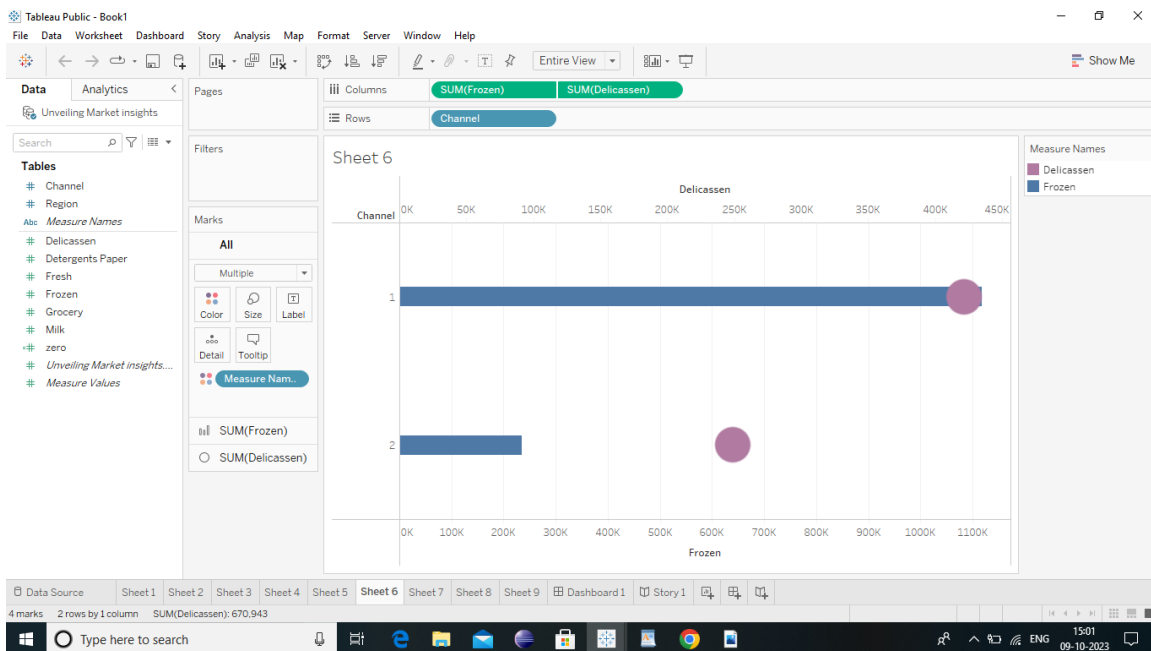 Tableau Public - Book1
File Data Worksheet Dashboard Story Analysis Map Format Server Window Help
Entire View
Show Me
Data Analytics
Unveiling Market insights
Search
Tables
# Channel
# Region
Abc Measure Names
# Delicassen
# Detergents Paper
# Fresh
# Frozen
# Grocery
# Milk
=# zero
# Unveiling Market insights....
# Measure Values
Pages
Filters
Marks
All
Multiple
Color Size Label
Detail Tooltip
Measure Nam..
SUM(Frozen)
SUM(Delicassen)
iii Columns SUM(Frozen) SUM(Delicassen)
Rows Channel
Sheet 6
Delicassen
Channel 0K 50K 100K 150K 200K 250K 300K 350K 400K 450K
1
2
0K 100K 200K 300K 400K 500K 600K 700K 800K 900K 1000K 1100K
Frozen
Measure Names
Delicassen
Frozen
Data Source Sheet 1 Sheet 2 Sheet 3 Sheet 4 Sheet 5 Sheet 6 Sheet 7 Sheet 8 Sheet 9 Dashboard 1 Story 1
4 marks 2 rows by 1 column SUM(Delicassen): 670,943
Type here to search
ENG
15:01
09-10-2023